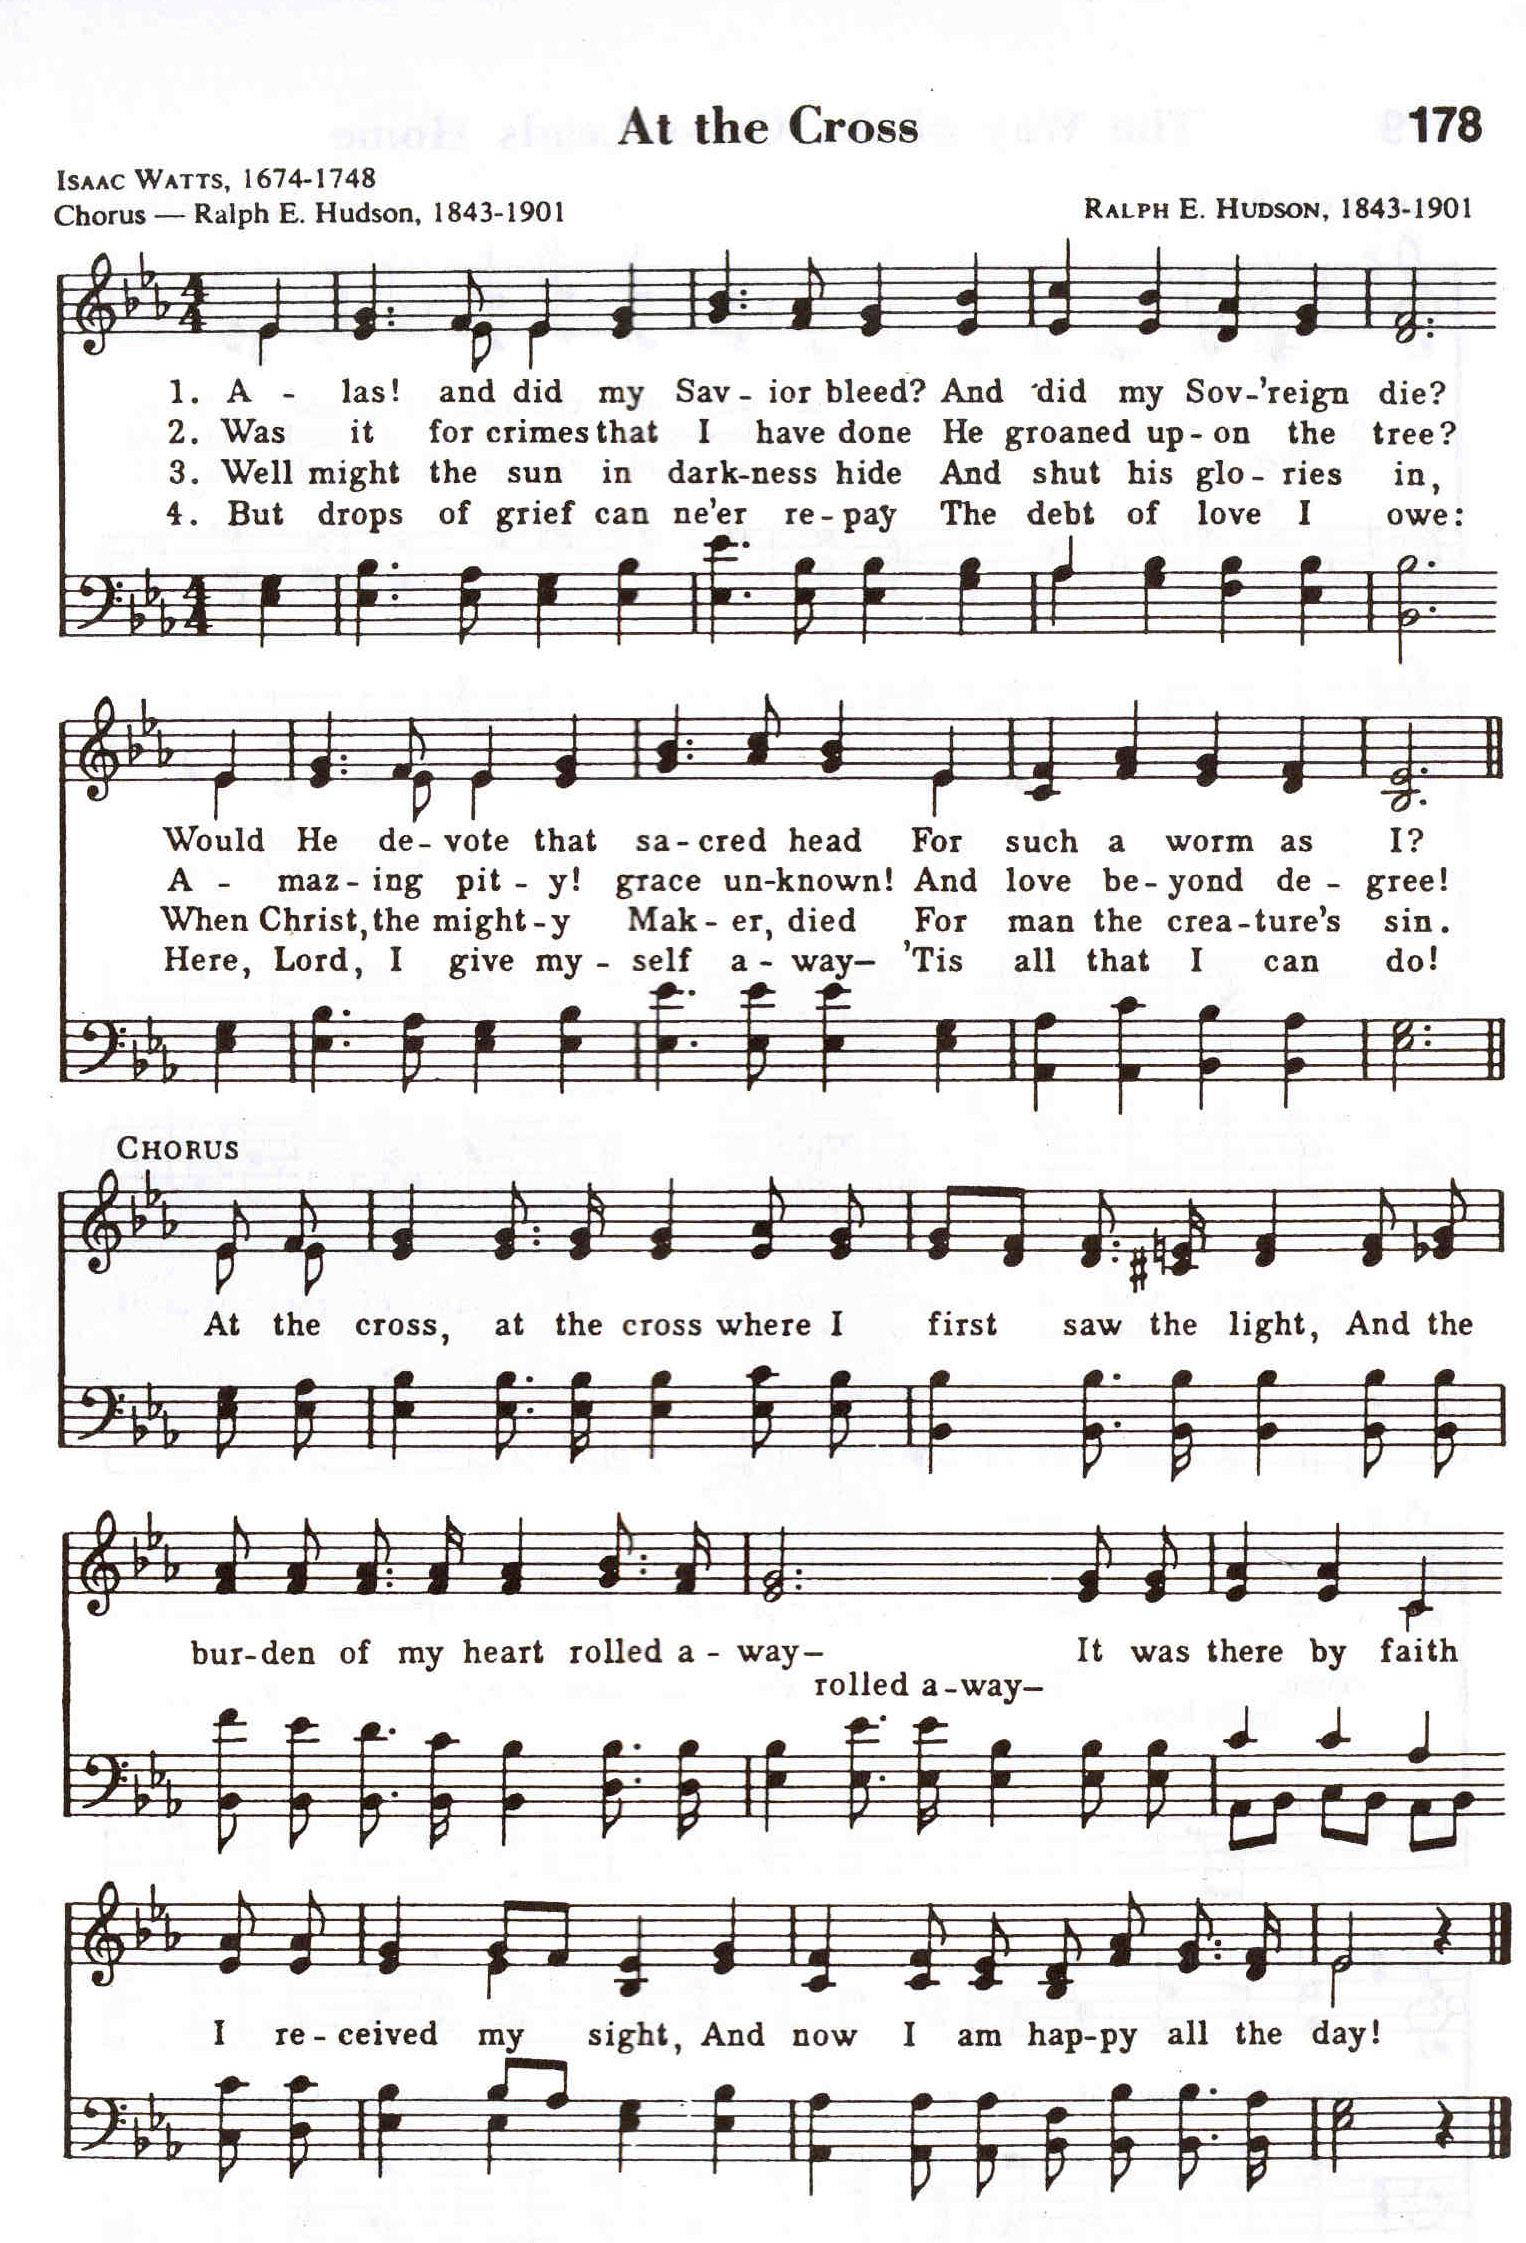 At the Cross 178
ISAAC WATTS, 1674-1748
Chorus — Ralph E. Hudson, 1843-1901
RALPH E. HUDSON, 1843-1901
1. A - las! and did my Sav - ior bleed? And did my Sov-'reign die?
2. Was it for crimes that I have done He groaned up - on the tree?
3. Well might the sun in dark-ness hide And shut his glo - ries in,
4. But drops of grief can ne'er re - pay The debt of love I owe:
Would He de - vote that sa - cred head For such a worm as I?
A - maz - ing pit - y! grace un-known! And love be - yond de - gree!
When Christ, the might - y Mak - er, died For man the crea - ture's sin.
Here, Lord, I give my - self a - way— 'Tis all that I can do!
CHORUS
At the cross, at the cross where I first saw the light, And the
bur-den of my heart rolled a - way— It was there by faith
rolled a-way—
I re - ceived my sight, And now I am hap-py all the day!